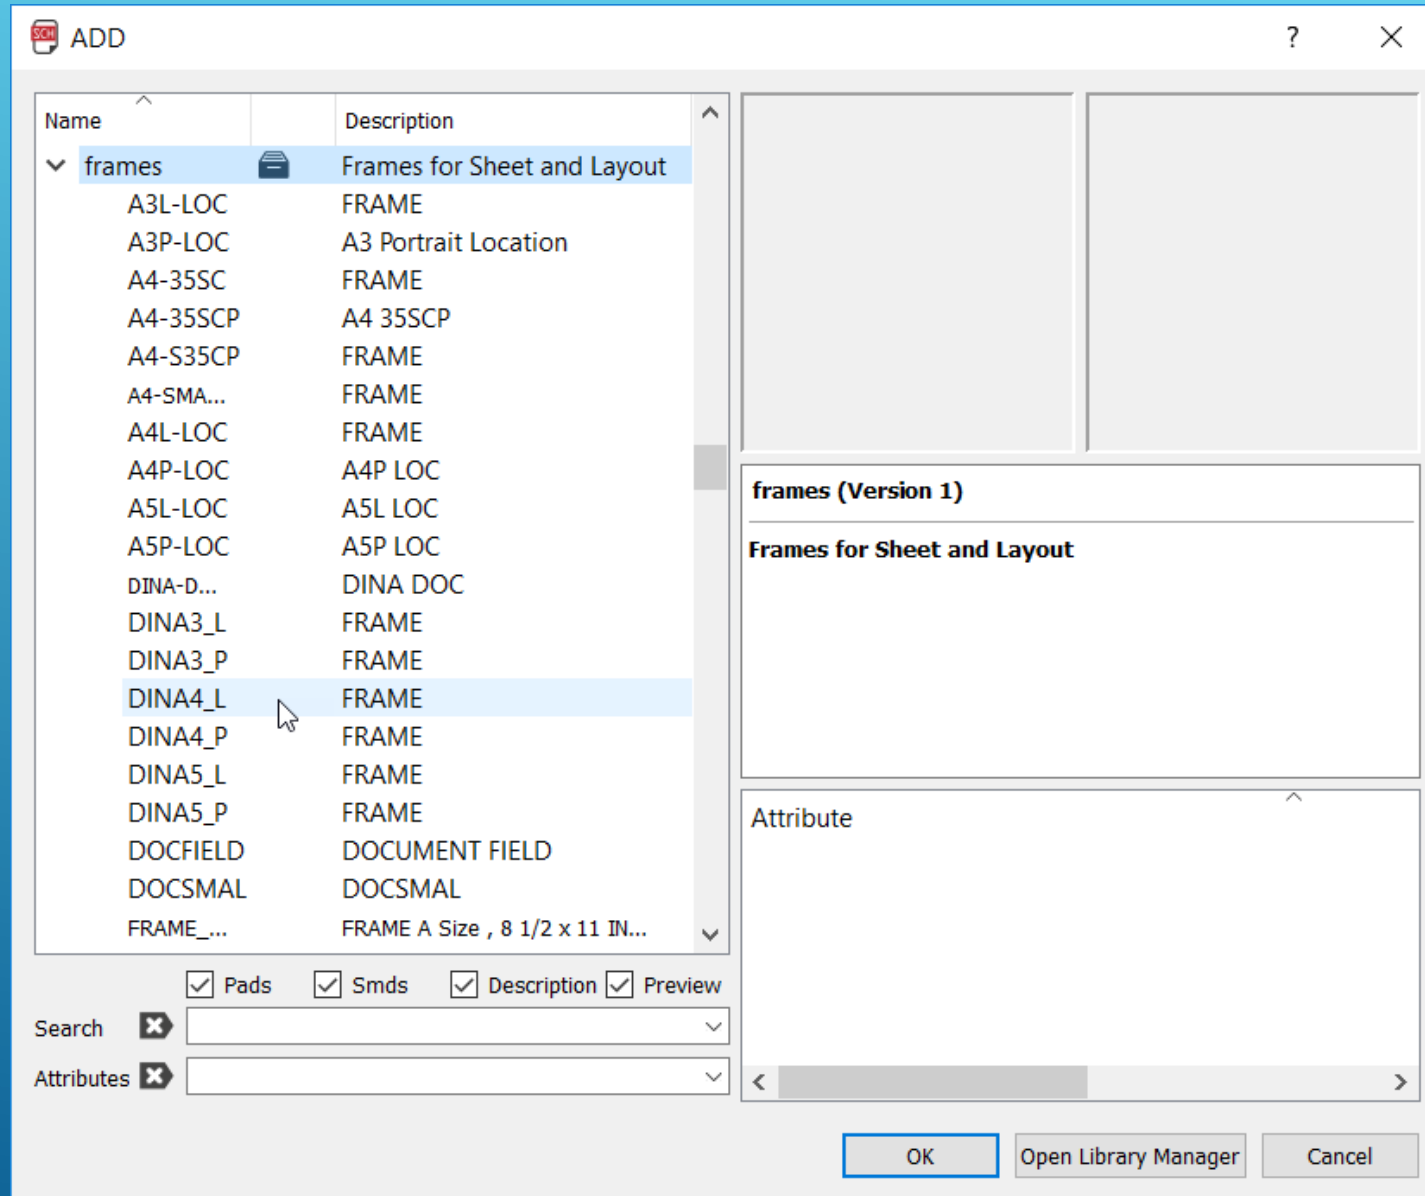 SCH ADD ?
Name Description
frames Frames for Sheet and Layout
A3L-LOC FRAME
A3P-LOC A3 Portrait Location
A4-35SC FRAME
A4-35SCP A4 35SCP
A4-S35CP FRAME
A4-SMA... FRAME
A4L-LOC FRAME
A4P-LOC A4P LOC
A5L-LOC A5L LOC
A5P-LOC A5P LOC
DINA-D... DINA DOC
DINA3_L FRAME
DINA3_P FRAME
DINA4_L FRAME
DINA4_P FRAME
DINA5_L FRAME
DINA5_P FRAME
DOCFIELD DOCUMENT FIELD
DOCSMAL DOCSMAL
FRAME_... FRAME A Size , 8 1/2 x 11 IN...
Pads Smds Description Preview
Search
Attributes
frames (Version 1)
Frames for Sheet and Layout
Attribute
OK Open Library Manager Cancel